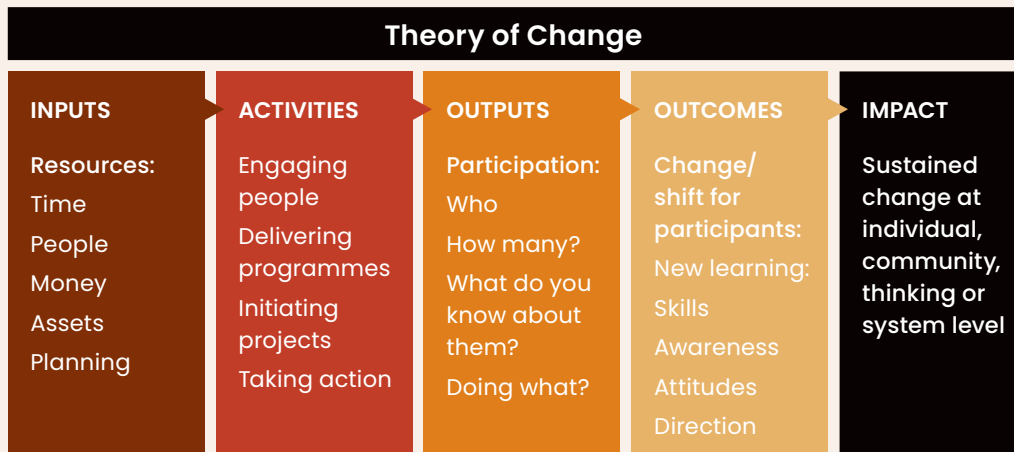 Theory of Change
INPUTS
Resources:
Time
People
Money
Assets
Planning
ACTIVITIES
Engaging
people
Delivering
programmes
Initiating
projects
Taking action
OUTPUTS
Participation:
Who
How many?
What do you
know about
them?
Doing what?
OUTCOMES
Change/
shift for
participants:
New learning:
Skills
Awareness
Attitudes
Direction
IMPACT
Sustained
change at
individual,
community,
thinking or
system level